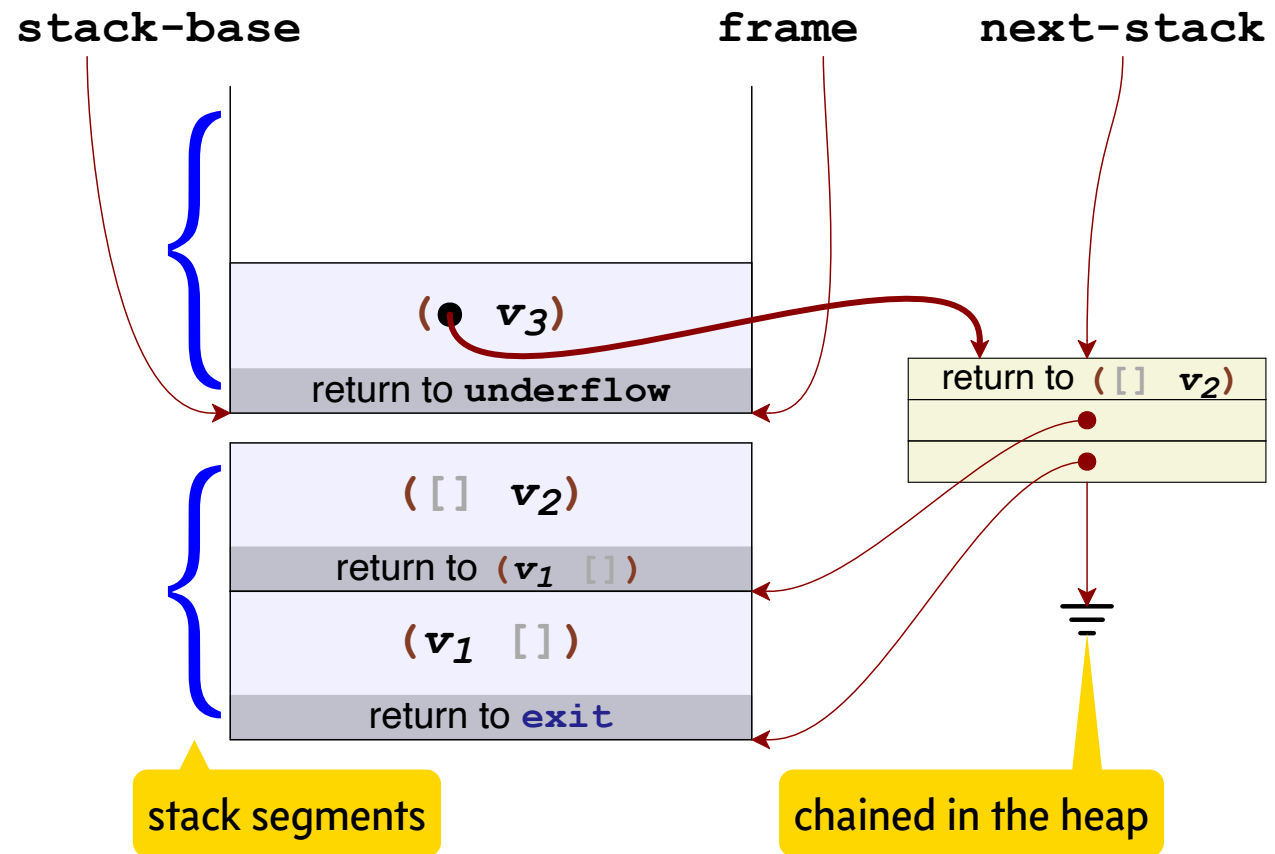 stack-base frame next-stack
(● v3)
return to underflow
return to ([] v2)
([] v2)
return to (v1 [])
(v1 [])
return to exit
stack segments
chained in the heap